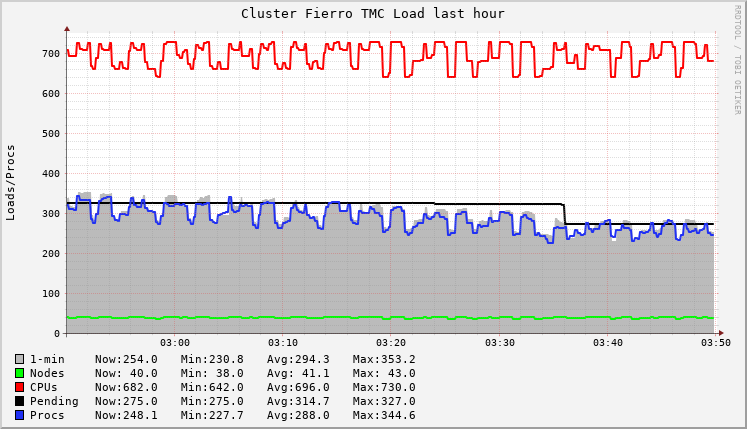 Cluster Fierro TMC Load last hour
RRDTOOL / TOBI OETIKER
Loads/Procs
700
600
500
400
300
200
100
0
03:00 03:10 03:20 03:30 03:40 03:50
1-min Now:254.0 Min:230.8 Avg:294.3 Max:353.2
Nodes Now: 40.0 Min: 38.0 Avg: 41.1 Max: 43.0
CPUs Now:682.0 Min:642.0 Avg:696.0 Max:730.0
Pending Now:275.0 Min:275.0 Avg:314.7 Max:327.0
Procs Now:248.1 Min:227.7 Avg:288.0 Max:344.6